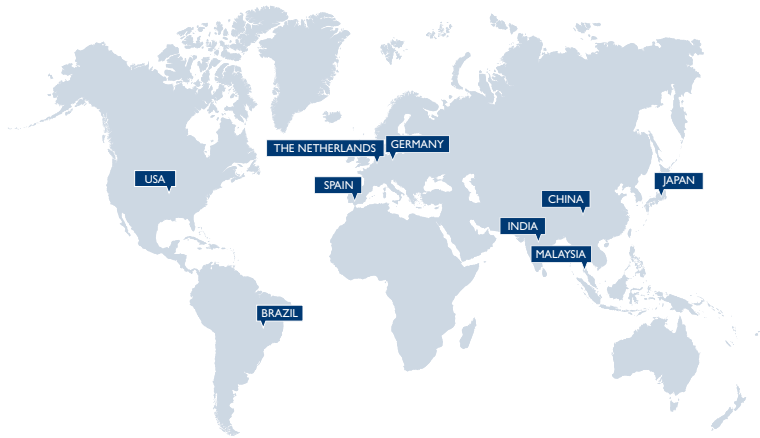 THE NETHERLANDS
GERMANY
USA
SPAIN
JAPAN
CHINA
INDIA
MALAYSIA
BRAZIL